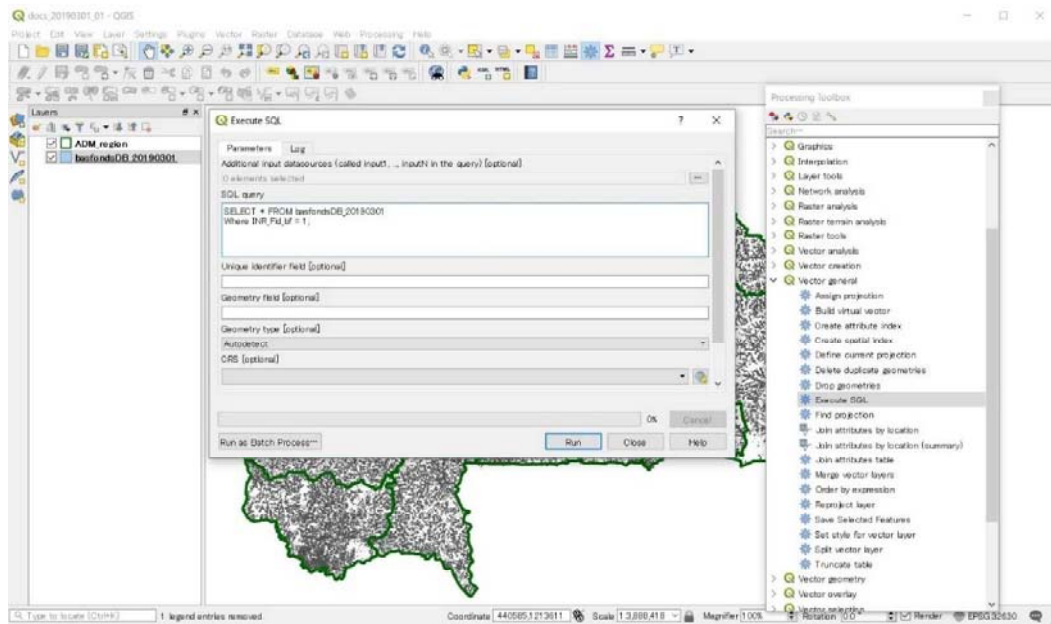 docs_20190301_01 - QGIS
Project Edit View Layer Settings Plugins Vector Raster Database Web Processing Help
Layers
ADM_region
basfondsDB_20190301
Execute SQL
Parameters Log
Additional input datasources (called input1, .., inputN in the query) [optional]
0 elements selected
SQL query
SELECT * FROM basfondsDB_20190301
Where INR_Fid_bf = 1;
Unique identifier field [optional]
Geometry field [optional]
Geometry type [optional]
Autodetect
CRS [optional]
0% Cancel
Run as Batch Process…
Run Close Help
Processing Toolbox
Search…
Graphics
Interpolation
Layer tools
Network analysis
Raster analysis
Raster terrain analysis
Raster tools
Vector analysis
Vector creation
Vector general
Assign projection
Build virtual vector
Create attribute index
Create spatial index
Define current projection
Delete duplicate geometries
Drop geometries
Execute SQL
Find projection
Join attributes by location
Join attributes by location (summary)
Join attributes table
Merge vector layers
Order by expression
Reproject layer
Save Selected Features
Set style for vector layer
Split vector layer
Truncate table
Vector geometry
Vector overlay
Vector selection
Type to locate (Ctrl+K) 1 legend entries removed Coordinate 440585,1213611 Scale 1:3,888,418 Magnifier 100% Rotation 0.0 ° Render EPSG:32630